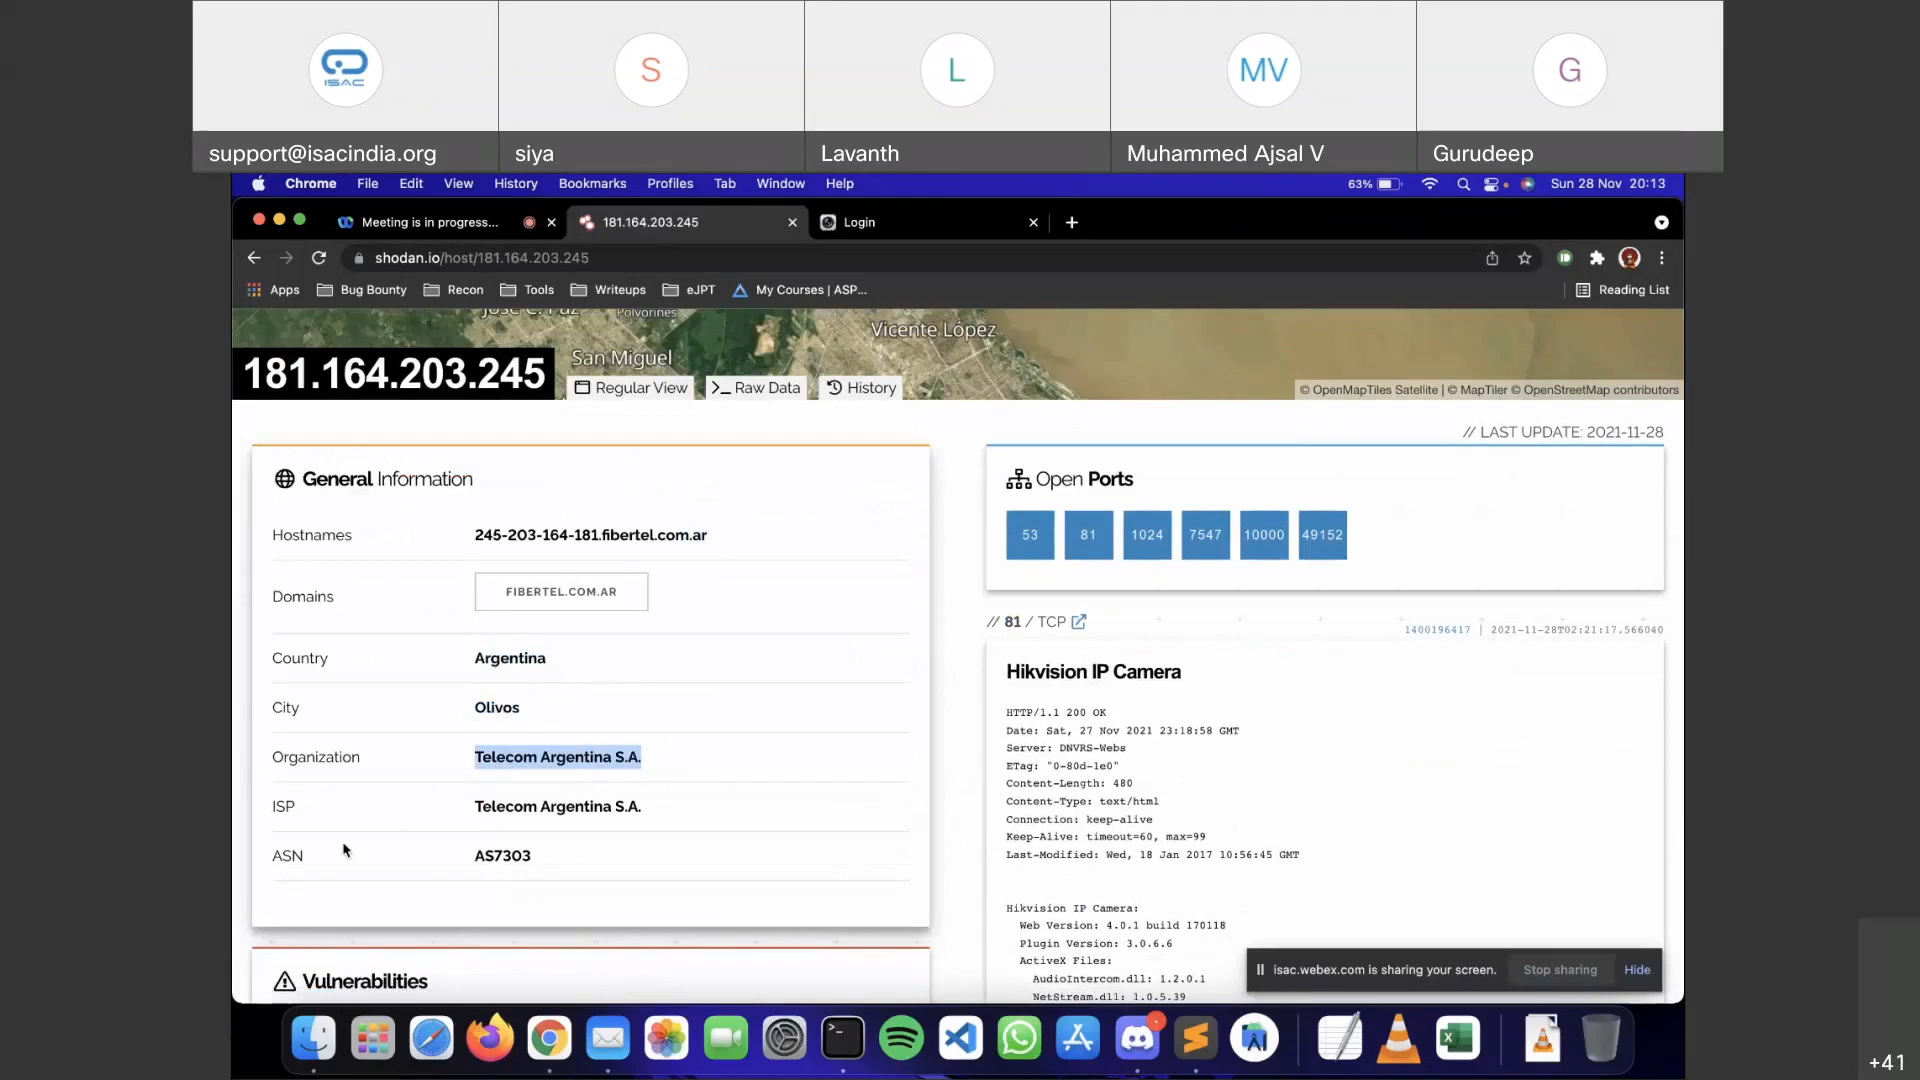 ISAC
S
L
MV
G
support@isacindia.org
siya
Lavanth
Muhammed Ajsal V
Gurudeep
Chrome File Edit View History Bookmarks Profiles Tab Window Help
63% Sun 28 Nov 20:13
Meeting is in progress...
181.164.203.245
Login
shodan.io/host/181.164.203.245
Apps Bug Bounty Recon Tools Writeups eJPT My Courses | ASP... Reading List
José C. Paz
Polvorines
Vicente López
San Miguel
181.164.203.245
Regular View >_ Raw Data History
© OpenMapTiles Satellite | © MapTiler © OpenStreetMap contributors
// LAST UPDATE: 2021-11-28
General Information
Hostnames 245-203-164-181.fibertel.com.ar
Domains FIBERTEL.COM.AR
Country Argentina
City Olivos
Organization Telecom Argentina S.A.
ISP Telecom Argentina S.A.
ASN AS7303
Vulnerabilities
Open Ports
53 81 1024 7547 10000 49152
// 81 / TCP
1400196417 | 2021-11-28T02:21:17.566040
Hikvision IP Camera
HTTP/1.1 200 OK
Date: Sat, 27 Nov 2021 23:18:58 GMT
Server: DNVRS-Webs
ETag: "0-80d-1e0"
Content-Length: 480
Content-Type: text/html
Connection: keep-alive
Keep-Alive: timeout=60, max=99
Last-Modified: Wed, 18 Jan 2017 10:56:45 GMT
Hikvision IP Camera:
Web Version: 4.0.1 build 170118
Plugin Version: 3.0.6.6
ActiveX Files:
AudioIntercom.dll: 1.2.0.1
NetStream.dll: 1.0.5.39
isac.webex.com is sharing your screen. Stop sharing Hide
+41